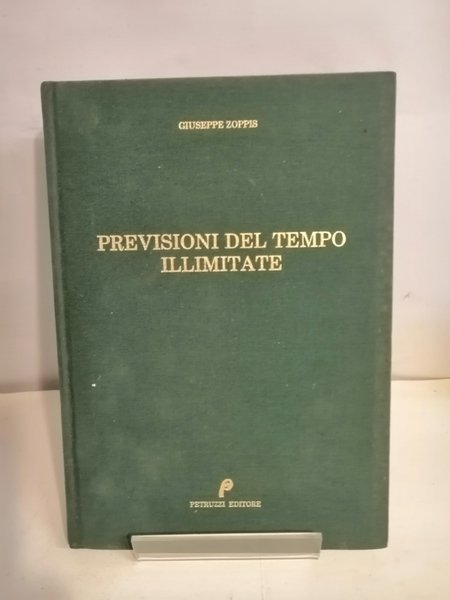 GIUSEPPE ZOPPIS
PREVISIONI DEL TEMPO
ILLIMITATE
PETRUZZI EDITORE